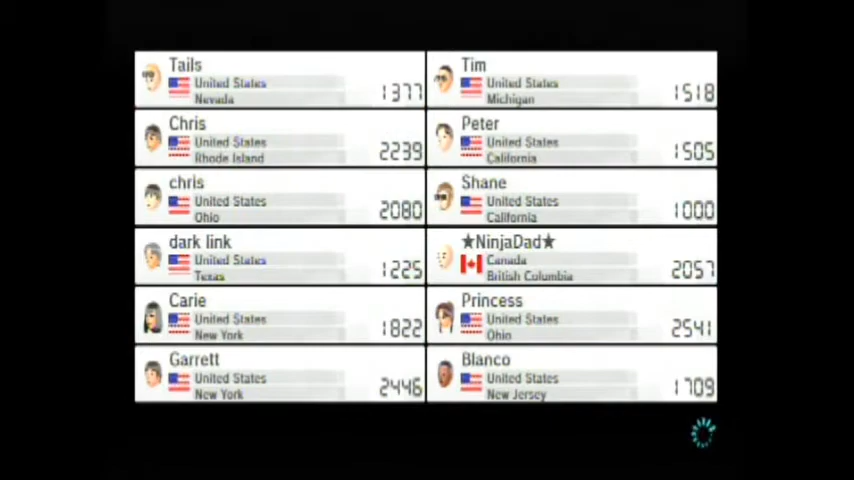 Tails
United States
Nevada
1377
Tim
United States
Michigan
1518
Chris
United States
Rhode Island
2239
Peter
United States
California
1505
chris
United States
Ohio
2080
Shane
United States
California
1000
dark link
United States
Texas
1225
★NinjaDad★
Canada
British Columbia
2057
Carie
United States
New York
1822
Princess
United States
Ohio
2541
Garrett
United States
New York
2446
Blanco
United States
New Jersey
1709